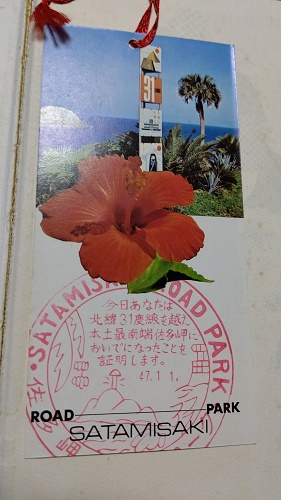 31
・SATAMISAKI ROAD PARK・
今日あなたは
北緯31度線を越え
本土最南端佐多岬に
おいでになったことを
証明します。
47.1.1.
ROAD PARK
SATAMISAKI